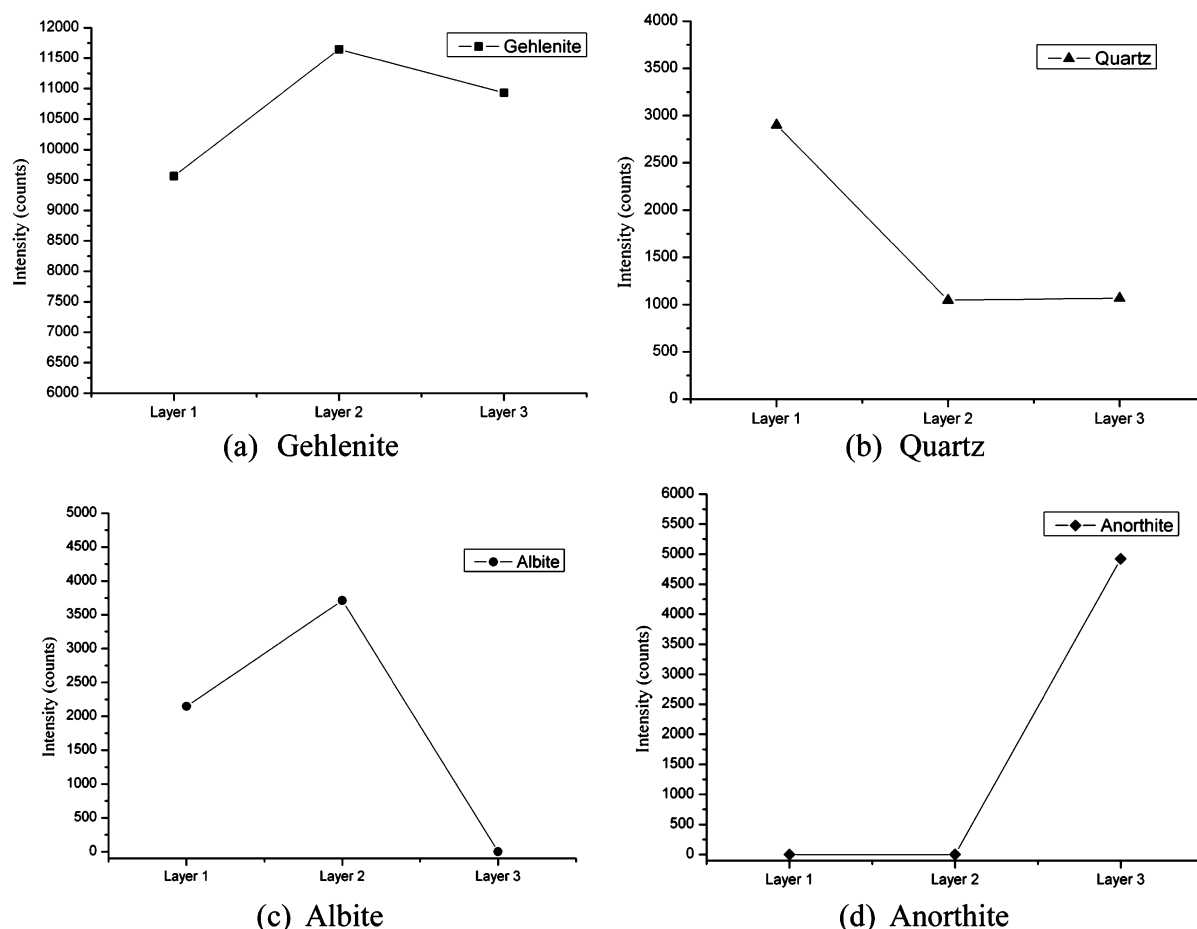 12000
11500
11000
10500
10000
9500
9000
8500
8000
7500
7000
6500
6000
Intensity (counts)
Gehlenite
Layer 1 Layer 2 Layer 3
(a) Gehlenite
4000
3500
3000
2500
2000
1500
1000
500
0
Intensity (counts)
Quartz
Layer 1 Layer 2 Layer 3
(b) Quartz
5000
4500
4000
3500
3000
2500
2000
1500
1000
500
0
Intensity (counts)
Albite
Layer 1 Layer 2 Layer 3
(c) Albite
6000
5500
5000
4500
4000
3500
3000
2500
2000
1500
1000
500
0
Intensity (counts)
Anorthite
Layer 1 Layer 2 Layer 3
(d) Anorthite